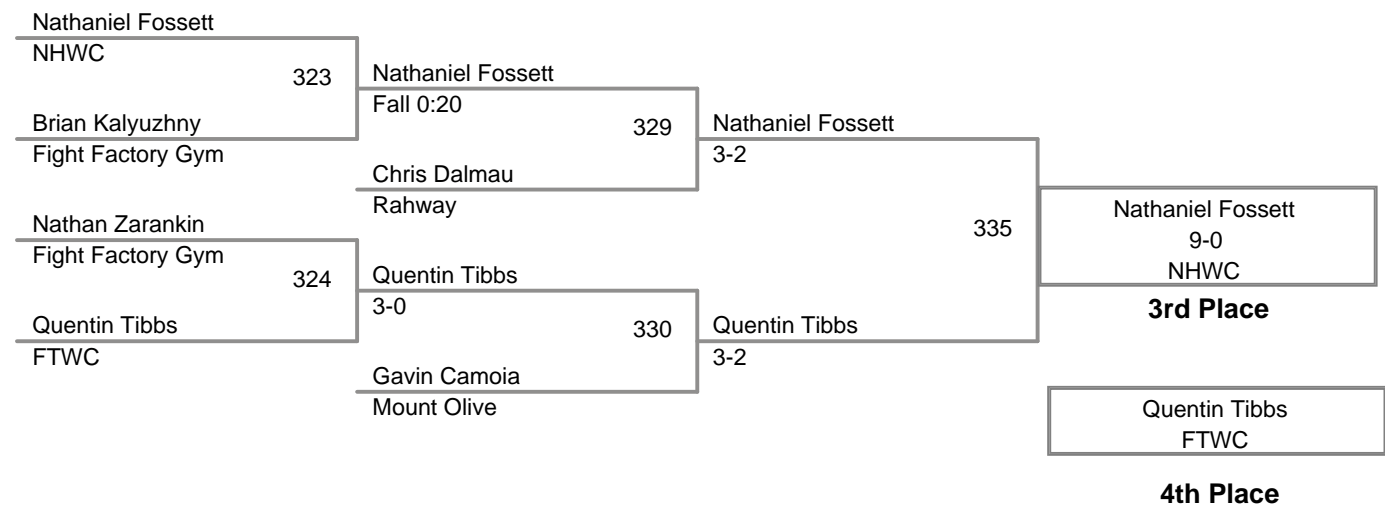 Nathaniel Fossett
NHWC
323
Nathaniel Fossett
Fall 0:20
Brian Kalyuzhny
Fight Factory Gym
329
Nathaniel Fossett
3-2
Chris Dalmau
Rahway
Nathan Zarankin
Fight Factory Gym
324
Quentin Tibbs
3-0
Quentin Tibbs
FTWC
330
Quentin Tibbs
3-2
Gavin Camoia
Mount Olive
335
Nathaniel Fossett
9-0
NHWC
3rd Place
Quentin Tibbs
FTWC
4th Place